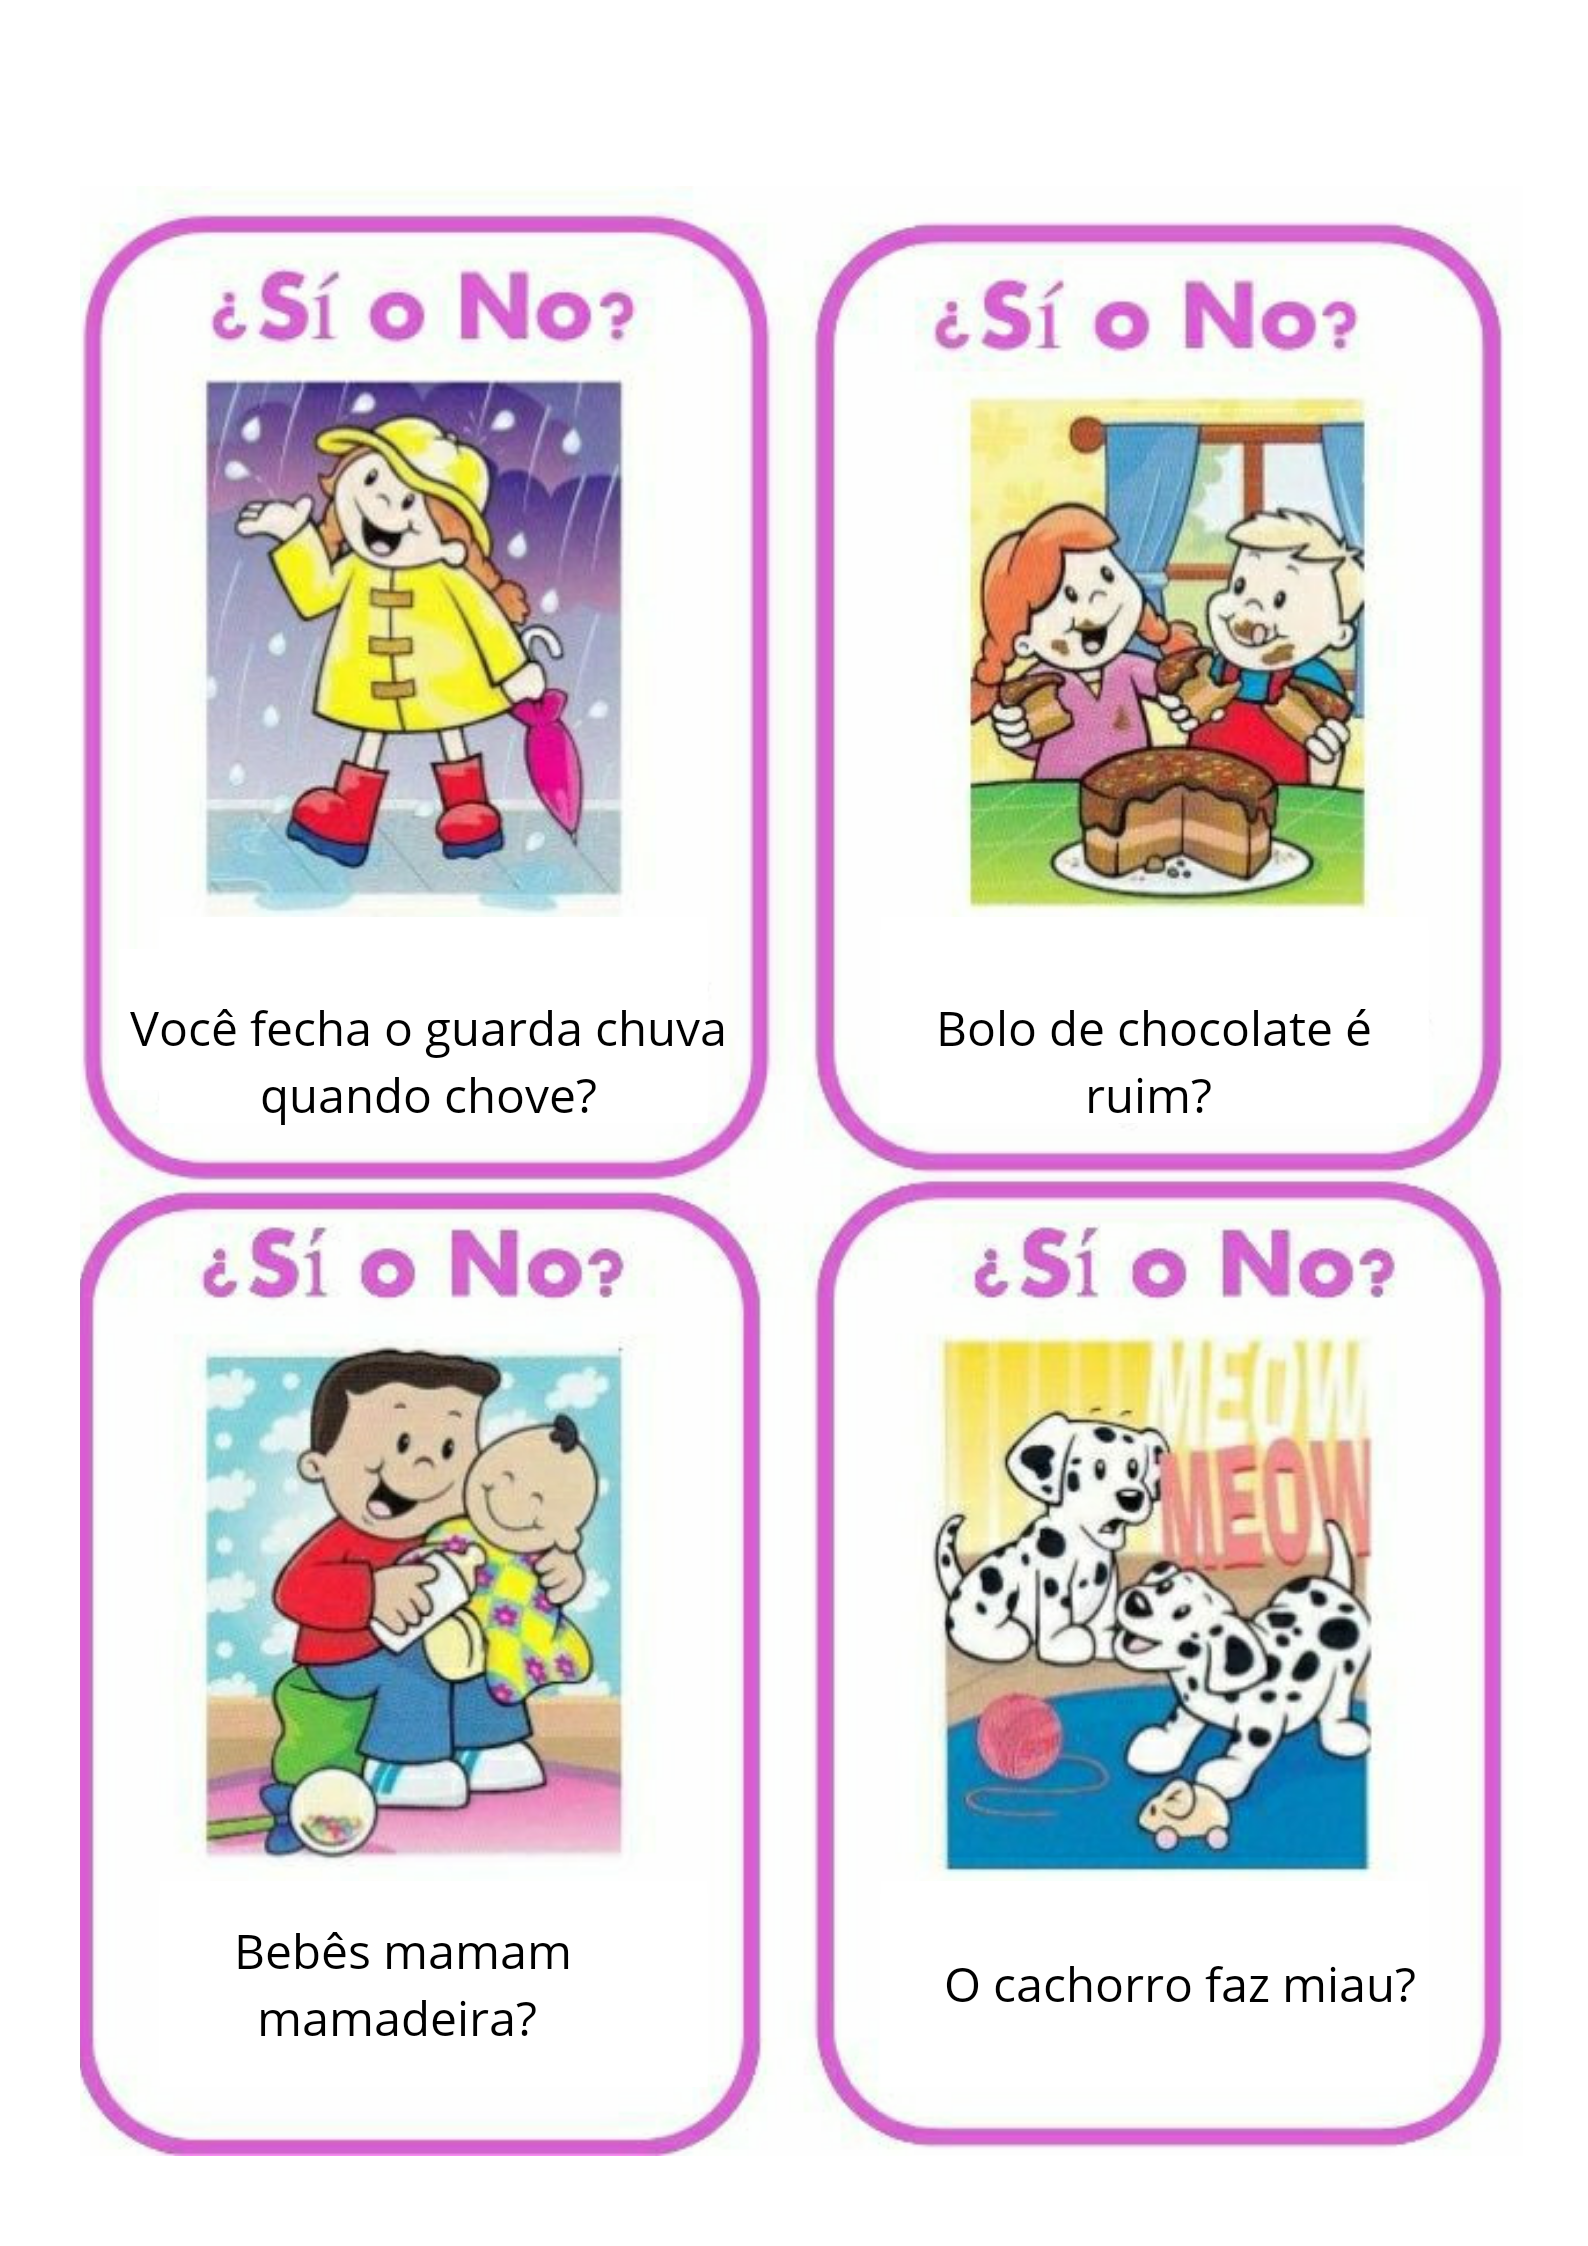 ¿Sí o No?
Você fecha o guarda chuva
quando chove?
¿Sí o No?
Bolo de chocolate é
ruim?
¿Sí o No?
Bebês mamam
mamadeira?
¿Sí o No?
MEOW
MEOW
O cachorro faz miau?